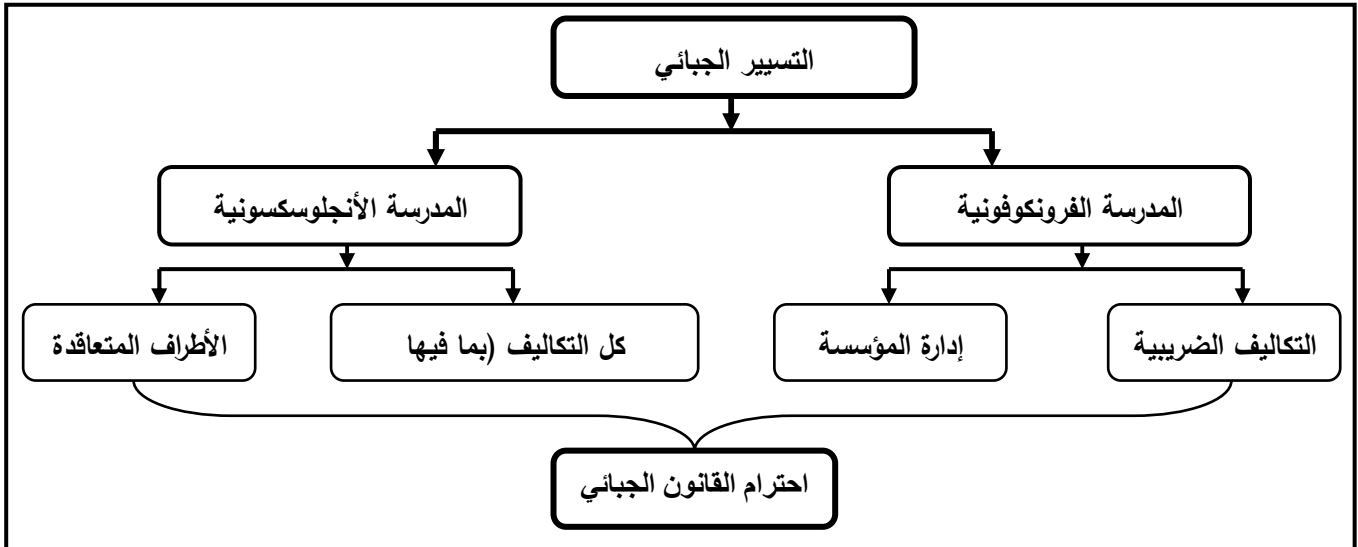 التسيير الجبائي
المدرسة الفرونكوفونية
المدرسة الأنجلوسكسونية
التكاليف الضريبية
إدارة المؤسسة
كل التكاليف (بما فيها
الأطراف المتعاقدة
احترام القانون الجبائي